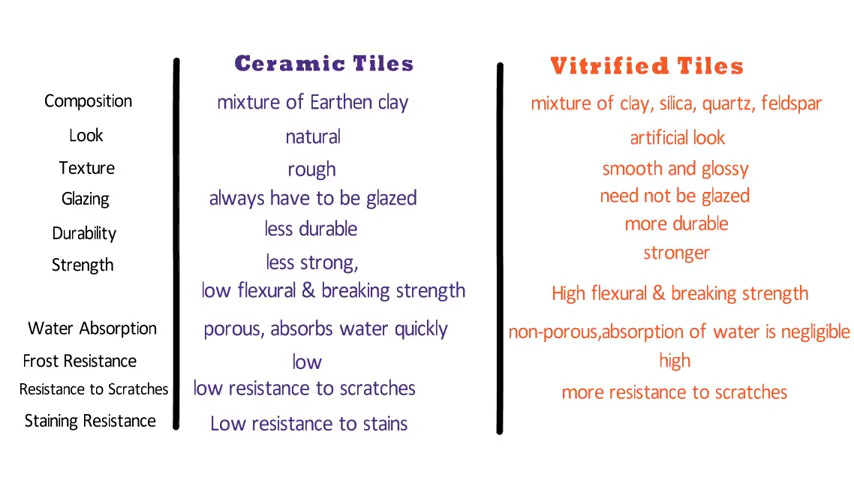 Ceramic Tiles Vitrified Tiles
Composition mixture of Earthen clay mixture of clay, silica, quartz, feldspar
Look natural artificial look
Texture rough smooth and glossy
Glazing always have to be glazed need not be glazed
Durability less durable more durable
Strength less strong, stronger
low flexural & breaking strength High flexural & breaking strength
Water Absorption porous, absorbs water quickly non-porous,absorption of water is negligible
Frost Resistance low high
Resistance to Scratches low resistance to scratches more resistance to scratches
Staining Resistance Low resistance to stains